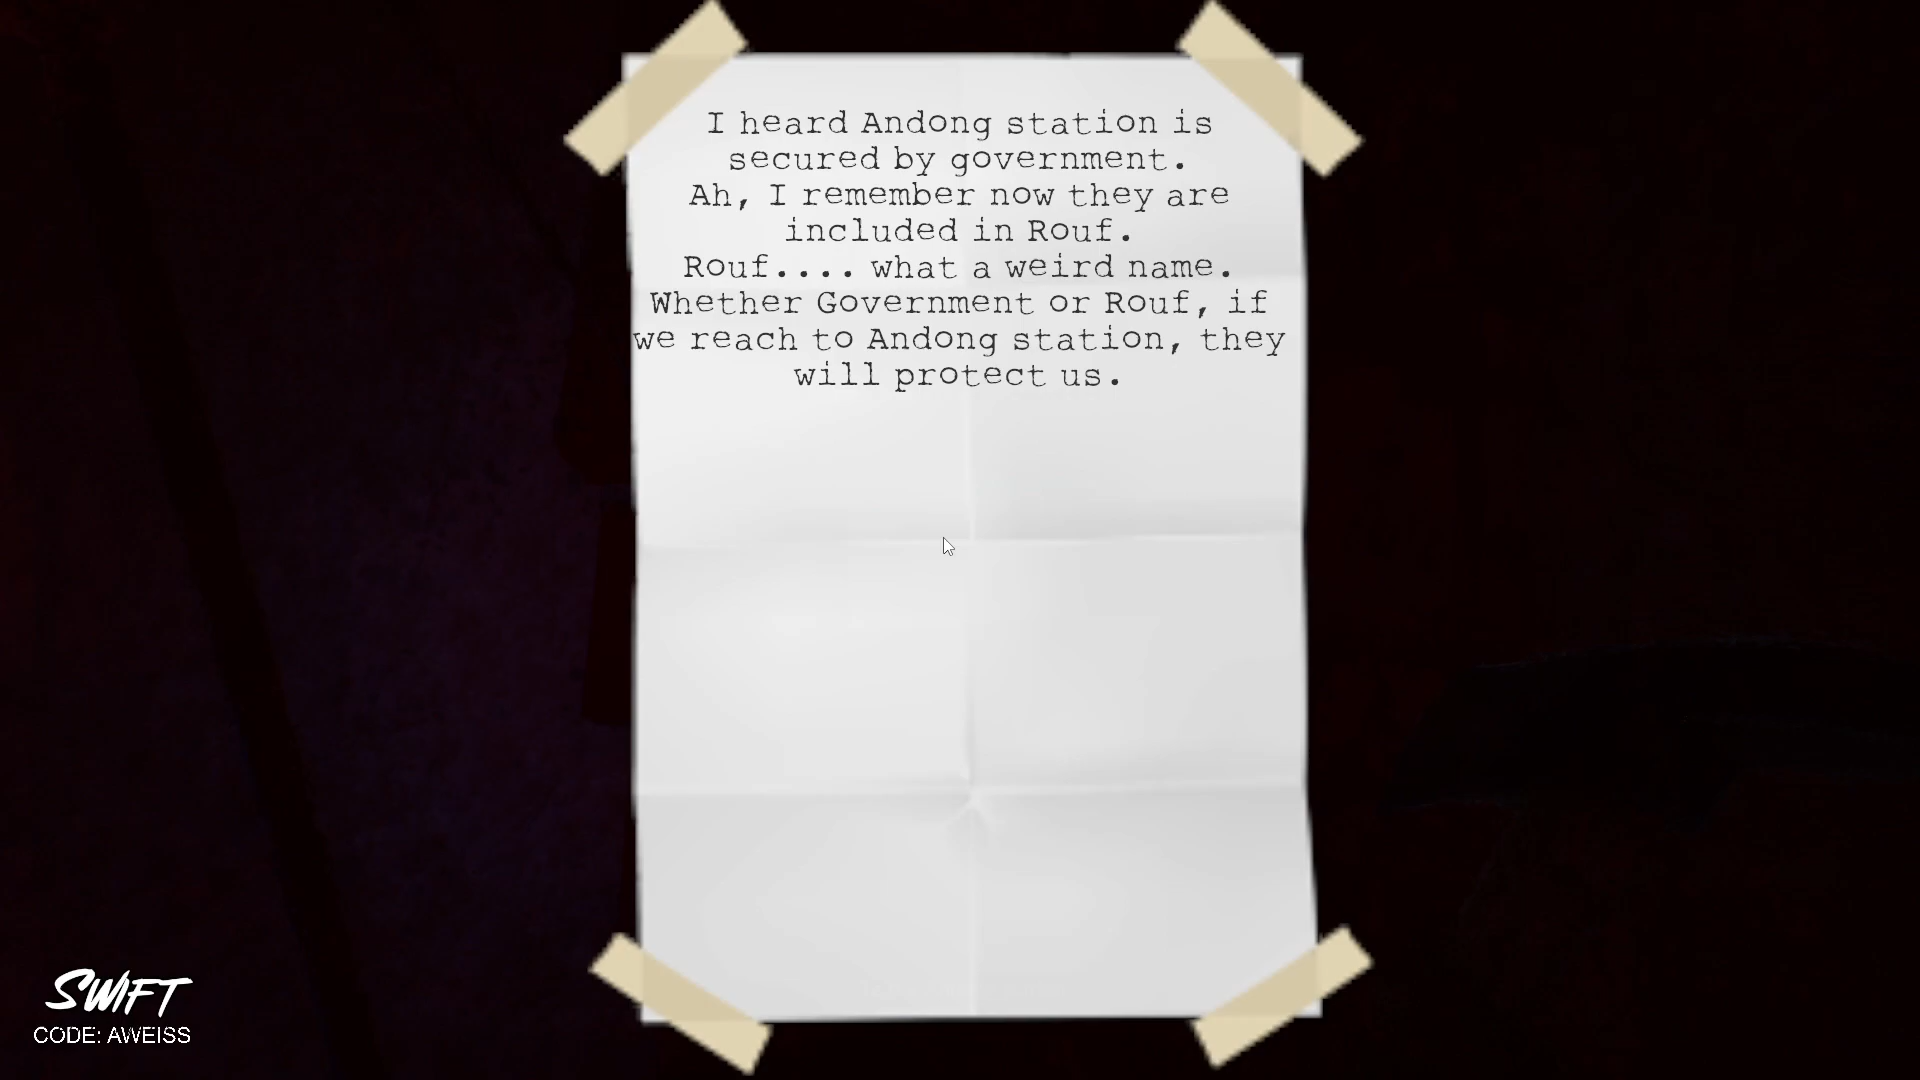 I heard Andong station is
secured by government.
Ah, I remember now they are
included in Rouf.
Rouf.... what a weird name.
Whether Government or Rouf, if
we reach to Andong station, they
will protect us.
SWIFT
CODE: AWEISS